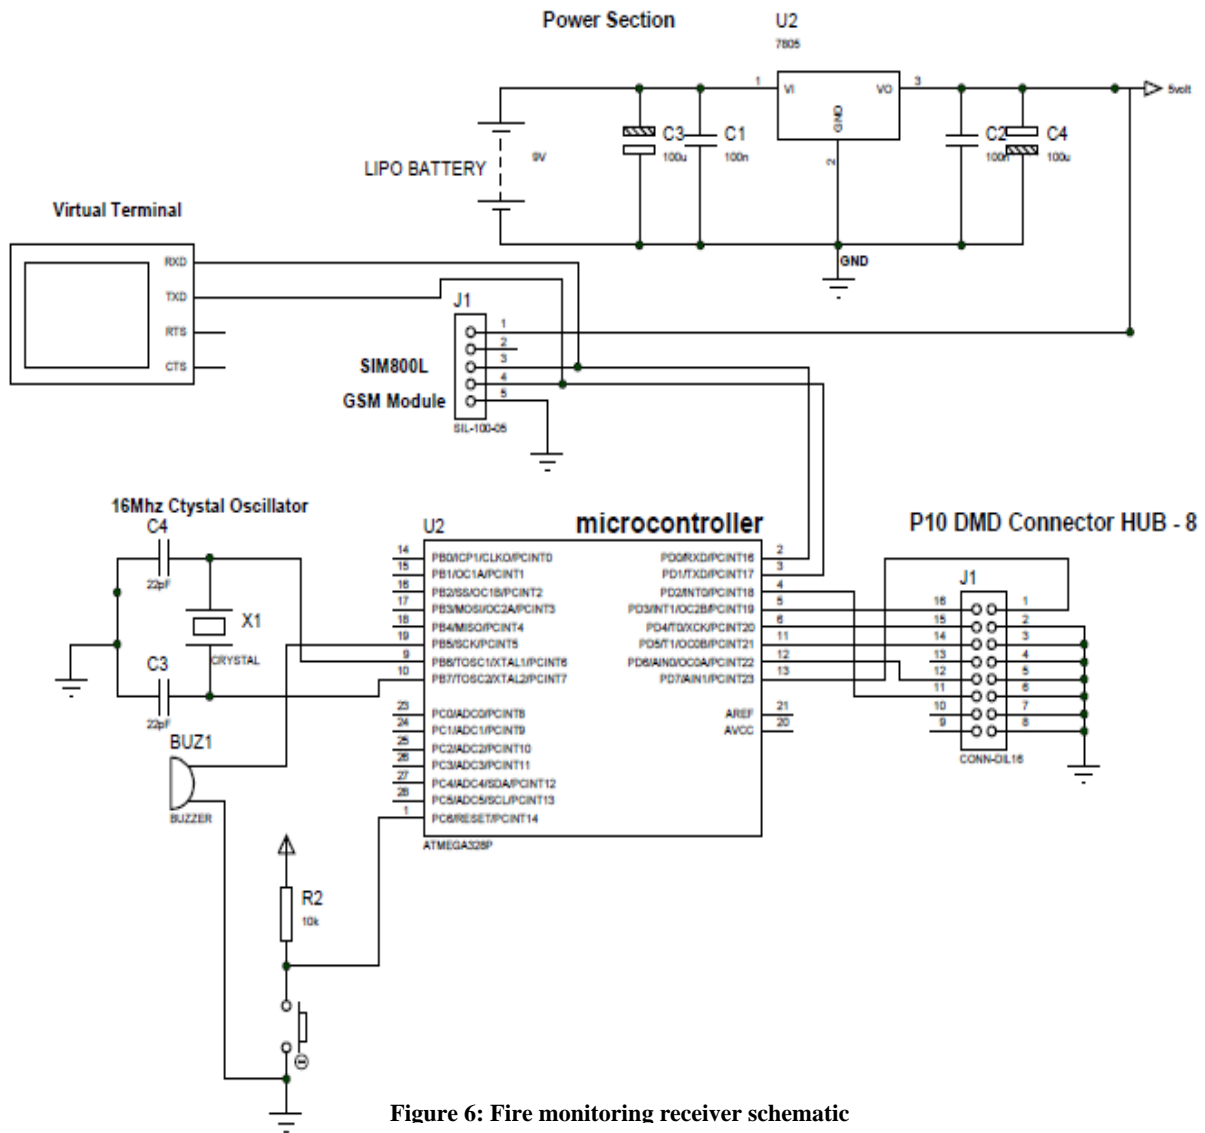 Power Section
U2
7805
1
VI
VO
3
GND
2
5volt
C3
100u
C1
100n
C2
100n
C4
100u
9V
LIPO BATTERY
GND
Virtual Terminal
RXD
TXD
RTS
CTS
J1
1
2
3
4
5
SIM800L
GSM Module
SIL-100-05
16Mhz Ctystal Oscillator
C4
22pF
X1
CRYSTAL
C3
22pF
BUZ1
BUZZER
R2
10k
U2
microcontroller
14 PB0/ICP1/CLKO/PCINT0
15 PB1/OC1A/PCINT1
16 PB2/SS/OC1B/PCINT2
17 PB3/MOSI/OC2A/PCINT3
18 PB4/MISO/PCINT4
19 PB5/SCK/PCINT5
9 PB6/TOSC1/XTAL1/PCINT6
10 PB7/TOSC2/XTAL2/PCINT7
23 PC0/ADC0/PCINT8
24 PC1/ADC1/PCINT9
25 PC2/ADC2/PCINT10
26 PC3/ADC3/PCINT11
27 PC4/ADC4/SDA/PCINT12
28 PC5/ADC5/SCL/PCINT13
1 PC6/RESET/PCINT14
PD0/RXD/PCINT16 2
PD1/TXD/PCINT17 3
PD2/INT0/PCINT18 4
PD3/INT1/OC2B/PCINT19 5
PD4/T0/XCK/PCINT20 6
PD5/T1/OC0B/PCINT21 11
PD6/AIN0/OC0A/PCINT22 12
PD7/AIN1/PCINT23 13
AREF 21
AVCC 20
ATMEGA328P
P10 DMD Connector HUB - 8
J1
16 1
15 2
14 3
13 4
12 5
11 6
10 7
9 8
CONN-DIL16
Figure 6: Fire monitoring receiver schematic